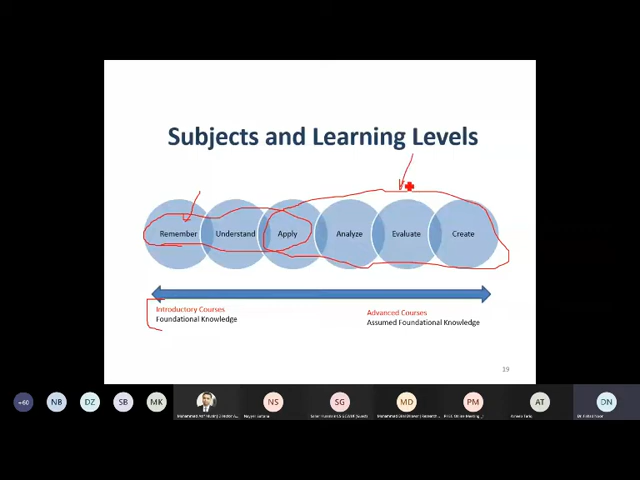 Subjects and Learning Levels
Remember Understand Apply Analyze Evaluate Create
Introductory Courses
Foundational Knowledge
Advanced Courses
Assumed Foundational Knowledge
19
+60 NB DZ SB MK NS SG MD PM AT DN